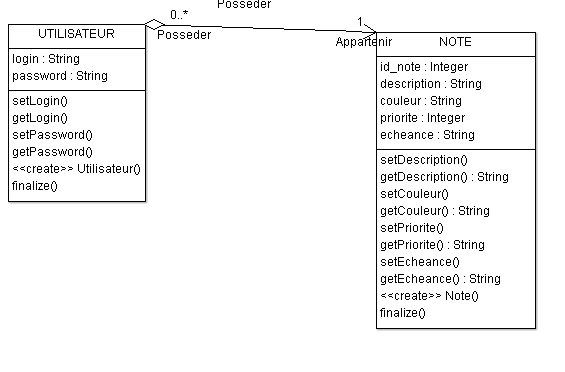 Posseder
0..*
1
Posseder
Appartenir
UTILISATEUR
login : String
password : String
setLogin()
getLogin()
setPassword()
getPassword()
<<create>> Utilisateur()
finalize()
NOTE
id_note : Integer
description : String
couleur : String
priorite : Integer
echeance : String
setDescription()
getDescription() : String
setCouleur()
getCouleur() : String
setPriorite()
getPriorite() : String
setEcheance()
getEcheance() : String
<<create>> Note()
finalize()